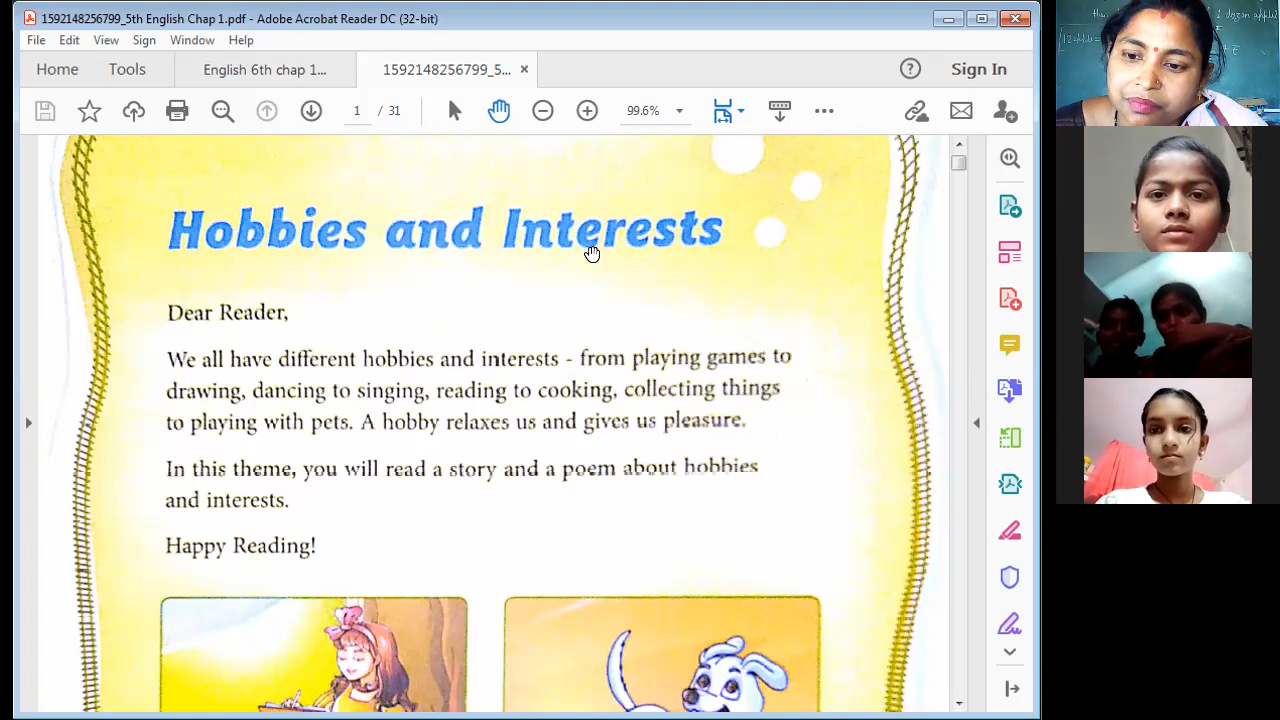 1592148256799_5th English Chap 1.pdf - Adobe Acrobat Reader DC (32-bit)
File Edit View Sign Window Help
Home Tools English 6th chap 1... 1592148256799_5... ×
Sign In
1 / 31 99.6%
Hobbies and Interests
Dear Reader,
We all have different hobbies and interests - from playing games to
drawing, dancing to singing, reading to cooking, collecting things
to playing with pets. A hobby relaxes us and gives us pleasure.
In this theme, you will read a story and a poem about hobbies
and interests.
Happy Reading!